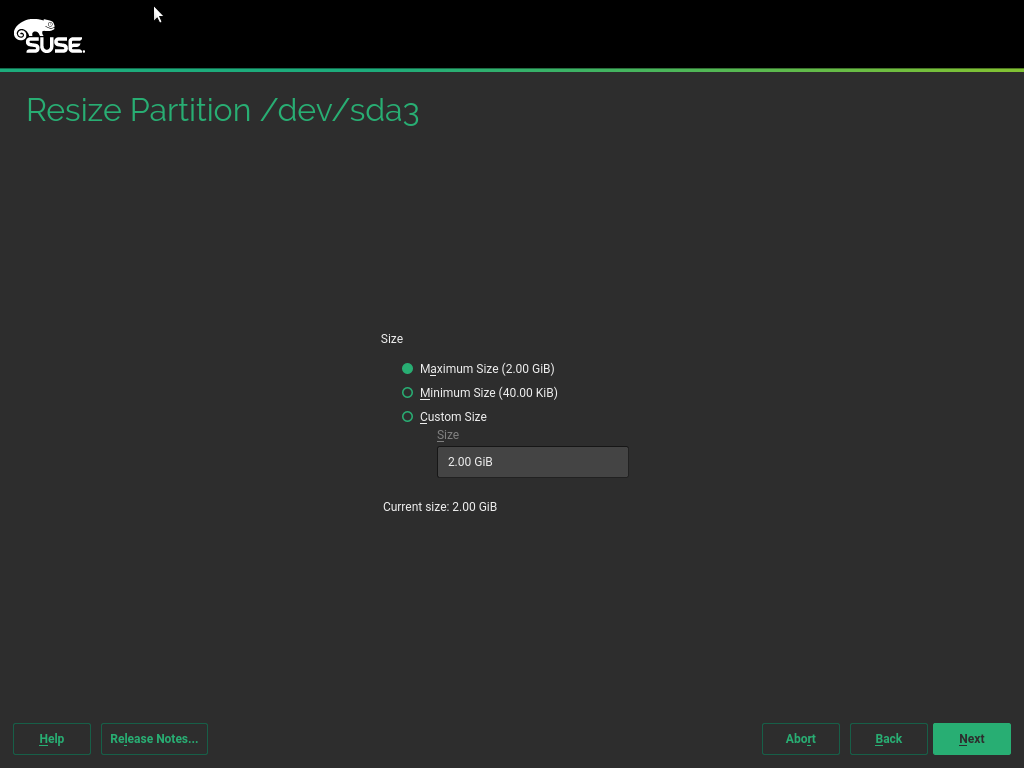 SUSE.
Resize Partition /dev/sda3
Size
Maximum Size (2.00 GiB)
Minimum Size (40.00 KiB)
Custom Size
Size
2.00 GiB
Current size: 2.00 GiB
Help Release Notes... Abort Back Next